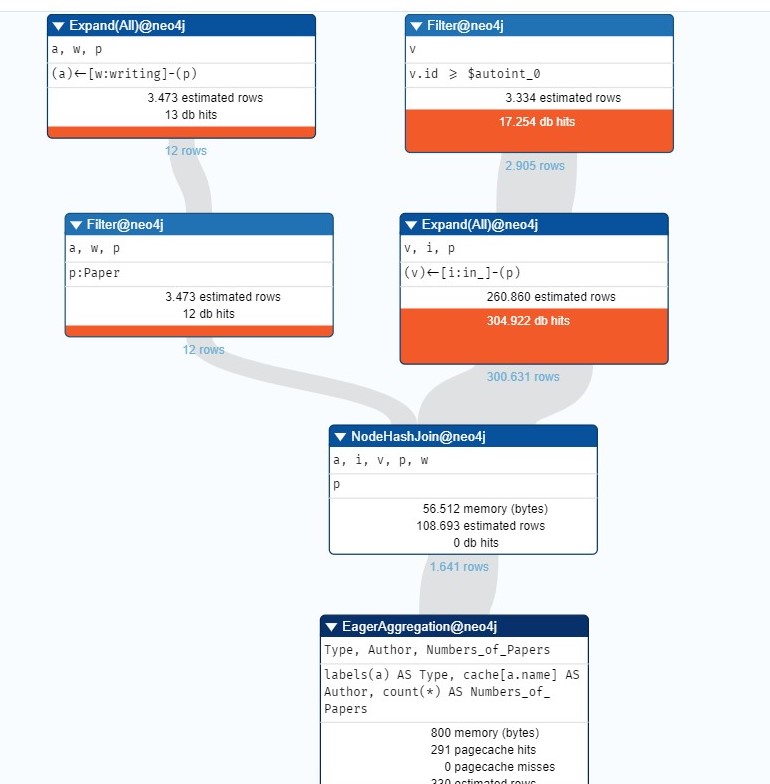 Expand(All)@neo4j
a, w, p
(a)←[w:writing]-(p)
3.473 estimated rows
13 db hits
12 rows
Filter@neo4j
v
v.id ≥ $autoint_0
3.334 estimated rows
17.254 db hits
2.905 rows
Filter@neo4j
a, w, p
p:Paper
3.473 estimated rows
12 db hits
12 rows
Expand(All)@neo4j
v, i, p
(v)←[i:in_]-(p)
260.860 estimated rows
304.922 db hits
300.631 rows
NodeHashJoin@neo4j
a, i, v, p, w
p
56.512 memory (bytes)
108.693 estimated rows
0 db hits
1.641 rows
EagerAggregation@neo4j
Type, Author, Numbers_of_Papers
labels(a) AS Type, cache[a.name] AS
Author, count(*) AS Numbers_of_
Papers
800 memory (bytes)
291 pagecache hits
0 pagecache misses
330 estimated rows